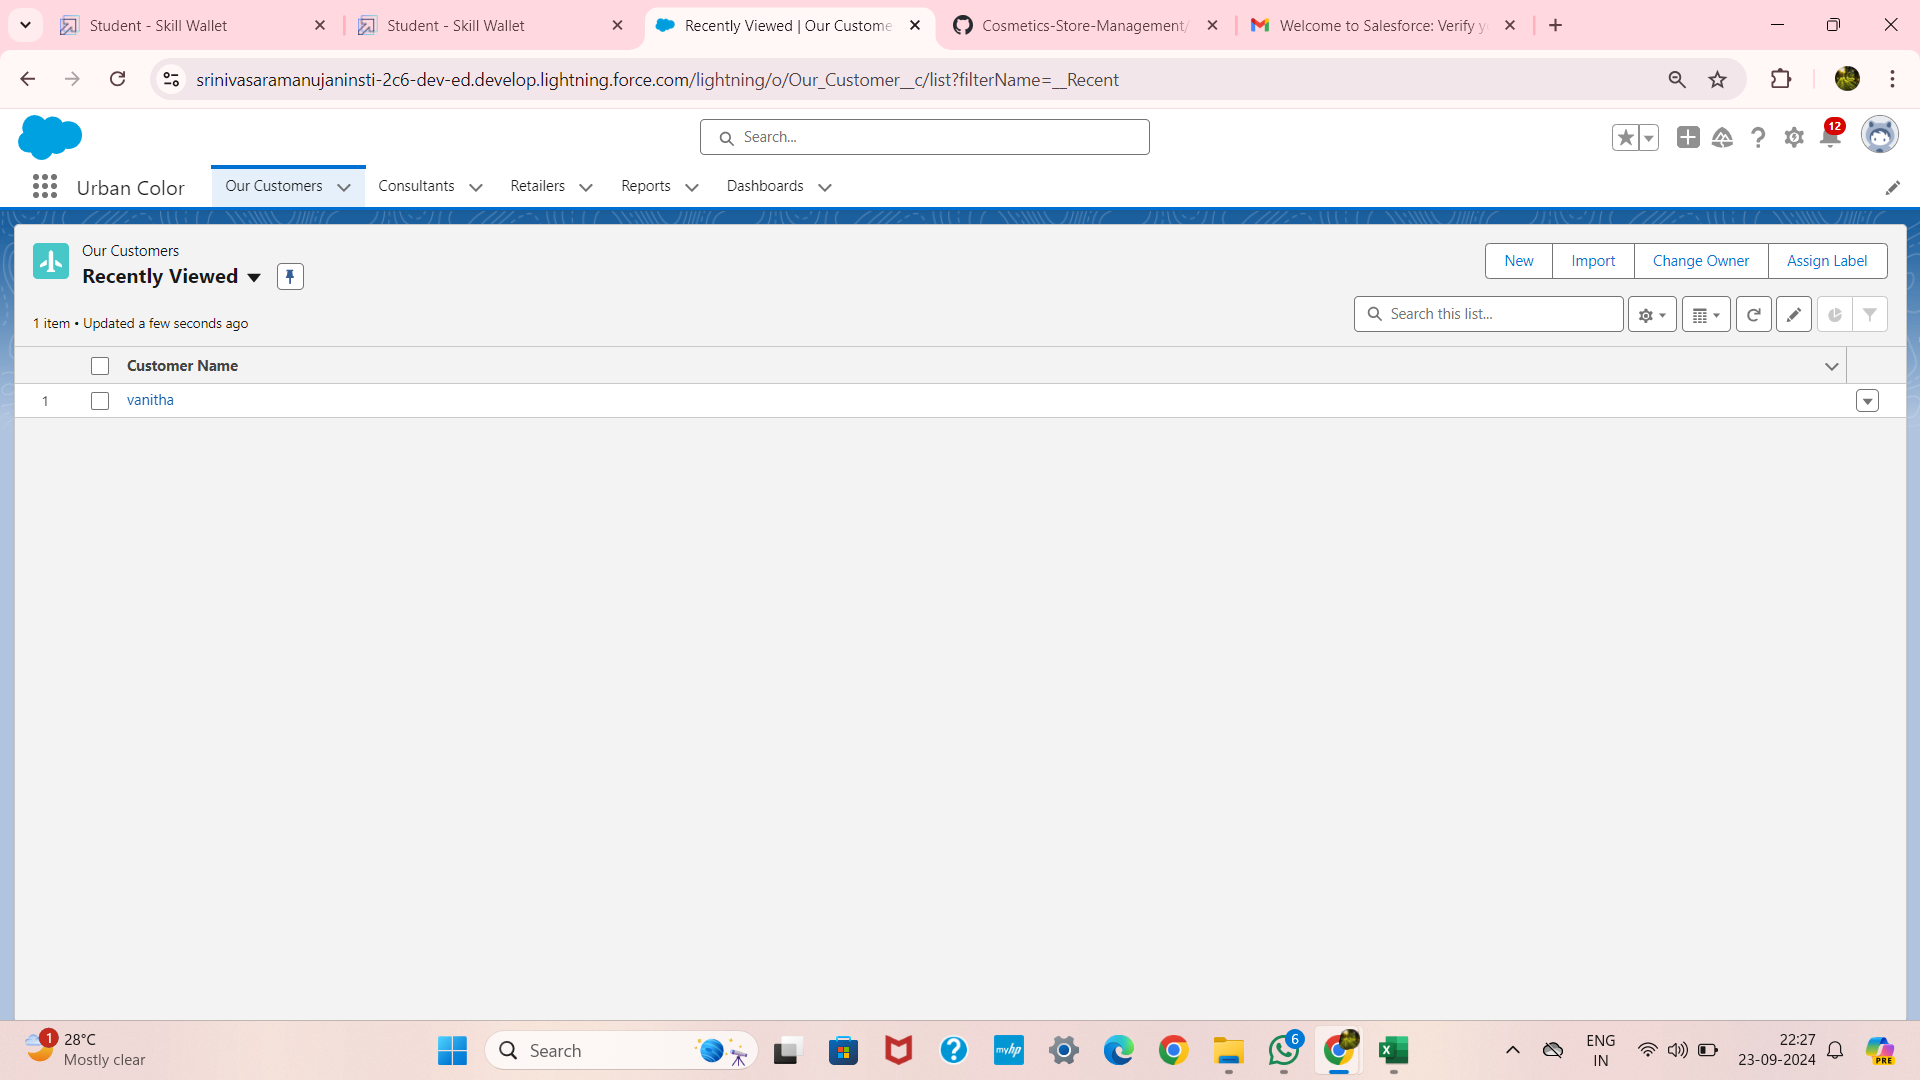 Student - Skill Wallet
Student - Skill Wallet
Recently Viewed | Our Custome
Cosmetics-Store-Management/
Welcome to Salesforce: Verify y
srinivasaramanujaninsti-2c6-dev-ed.develop.lightning.force.com/lightning/o/Our_Customer__c/list?filterName=__Recent
Search...
12
Urban Color
Our Customers
Consultants
Retailers
Reports
Dashboards
Our Customers
Recently Viewed
New
Import
Change Owner
Assign Label
1 item • Updated a few seconds ago
Search this list...
Customer Name
1
vanitha
1
28°C
Mostly clear
Search
myhp
6
ENG
IN
22:27
23-09-2024
PRE